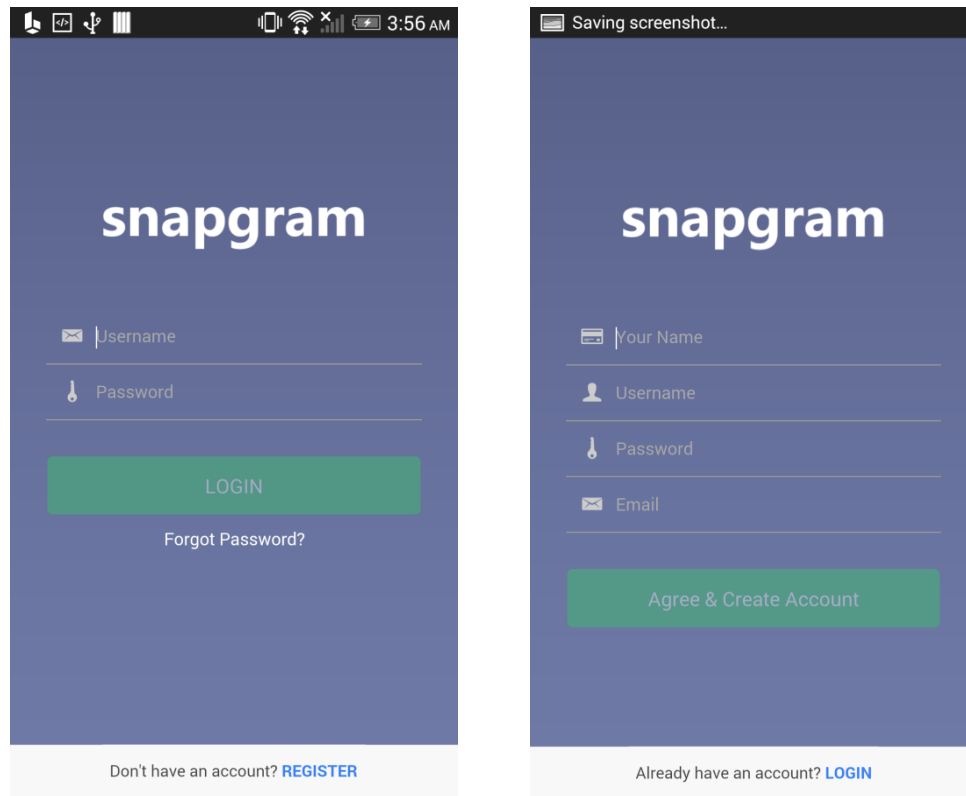 3:56 AM
snapgram
Username
Password
LOGIN
Forgot Password?
Don't have an account? REGISTER
Saving screenshot...
snapgram
Your Name
Username
Password
Email
Agree & Create Account
Already have an account? LOGIN